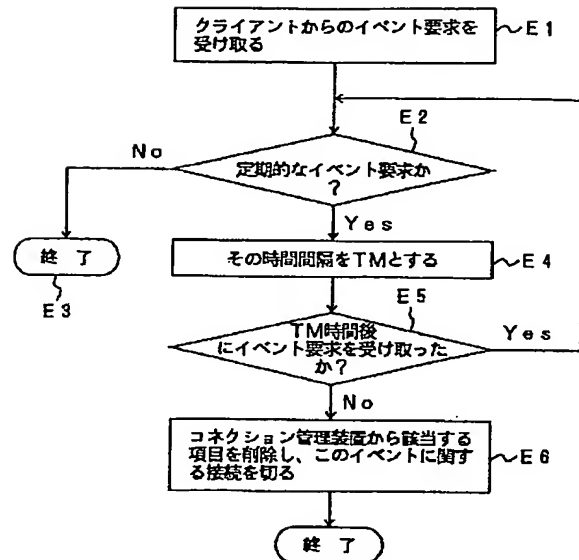 クライアントからのイベント要求を
受け取る
E1
E2
No
定期的なイベント要求か
?
Yes
終 了
E3
その時間間隔をTMとする
E4
E5
TM時間後
にイベント要求を受け取った
か?
Yes
No
コネクション管理装置から該当する
項目を削除し、このイベントに関す
る接続を切る
E6
終 了